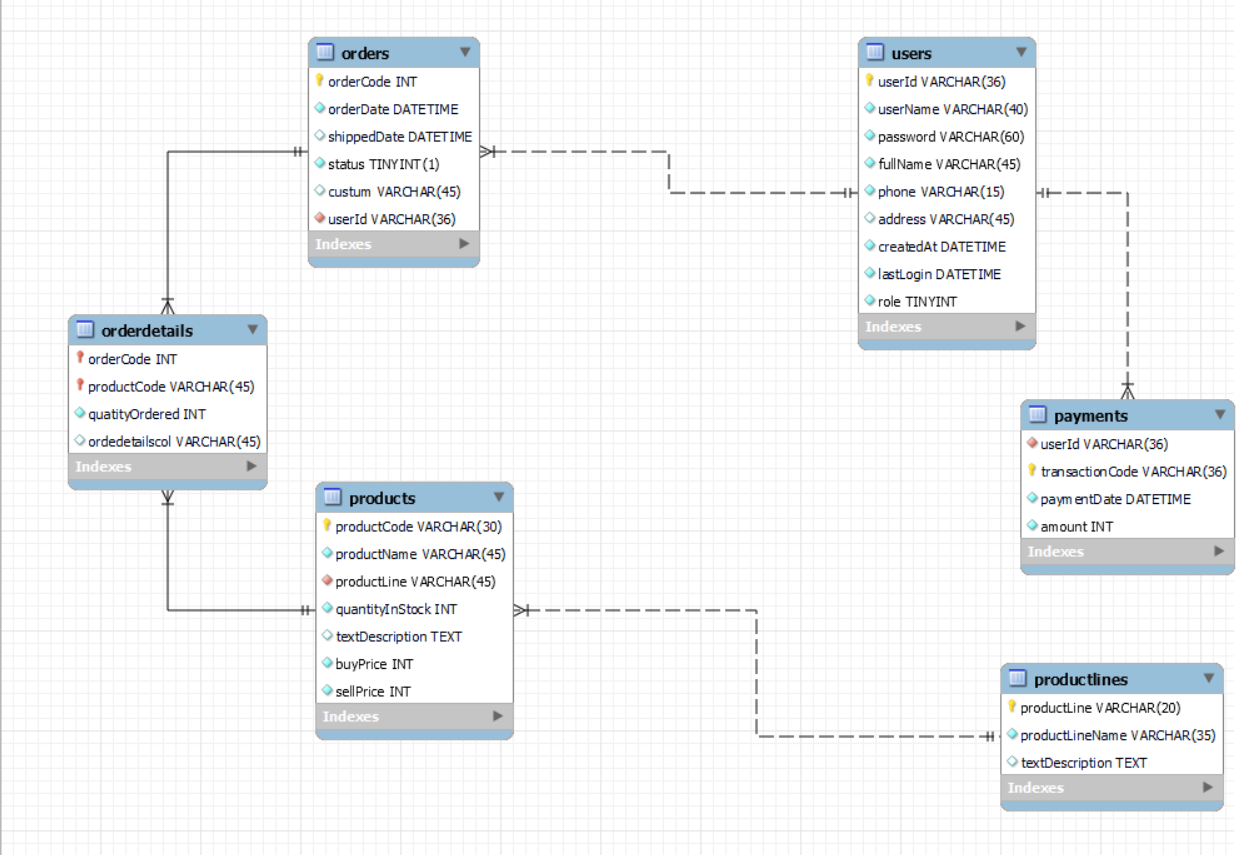 orders
orderCode INT
orderDate DATETIME
shippedDate DATETIME
status TINYINT(1)
custum VARCHAR(45)
userId VARCHAR(36)
Indexes
users
userId VARCHAR(36)
userName VARCHAR(40)
password VARCHAR(60)
fullName VARCHAR(45)
phone VARCHAR(15)
address VARCHAR(45)
createdAt DATETIME
lastLogin DATETIME
role TINYINT
Indexes
orderdetails
orderCode INT
productCode VARCHAR(45)
quatityOrdered INT
ordedetailscol VARCHAR(45)
Indexes
payments
userId VARCHAR(36)
transactionCode VARCHAR(36)
paymentDate DATETIME
amount INT
Indexes
products
productCode VARCHAR(30)
productName VARCHAR(45)
productLine VARCHAR(45)
quantityInStock INT
textDescription TEXT
buyPrice INT
sellPrice INT
Indexes
productlines
productLine VARCHAR(20)
productLineName VARCHAR(35)
textDescription TEXT
Indexes